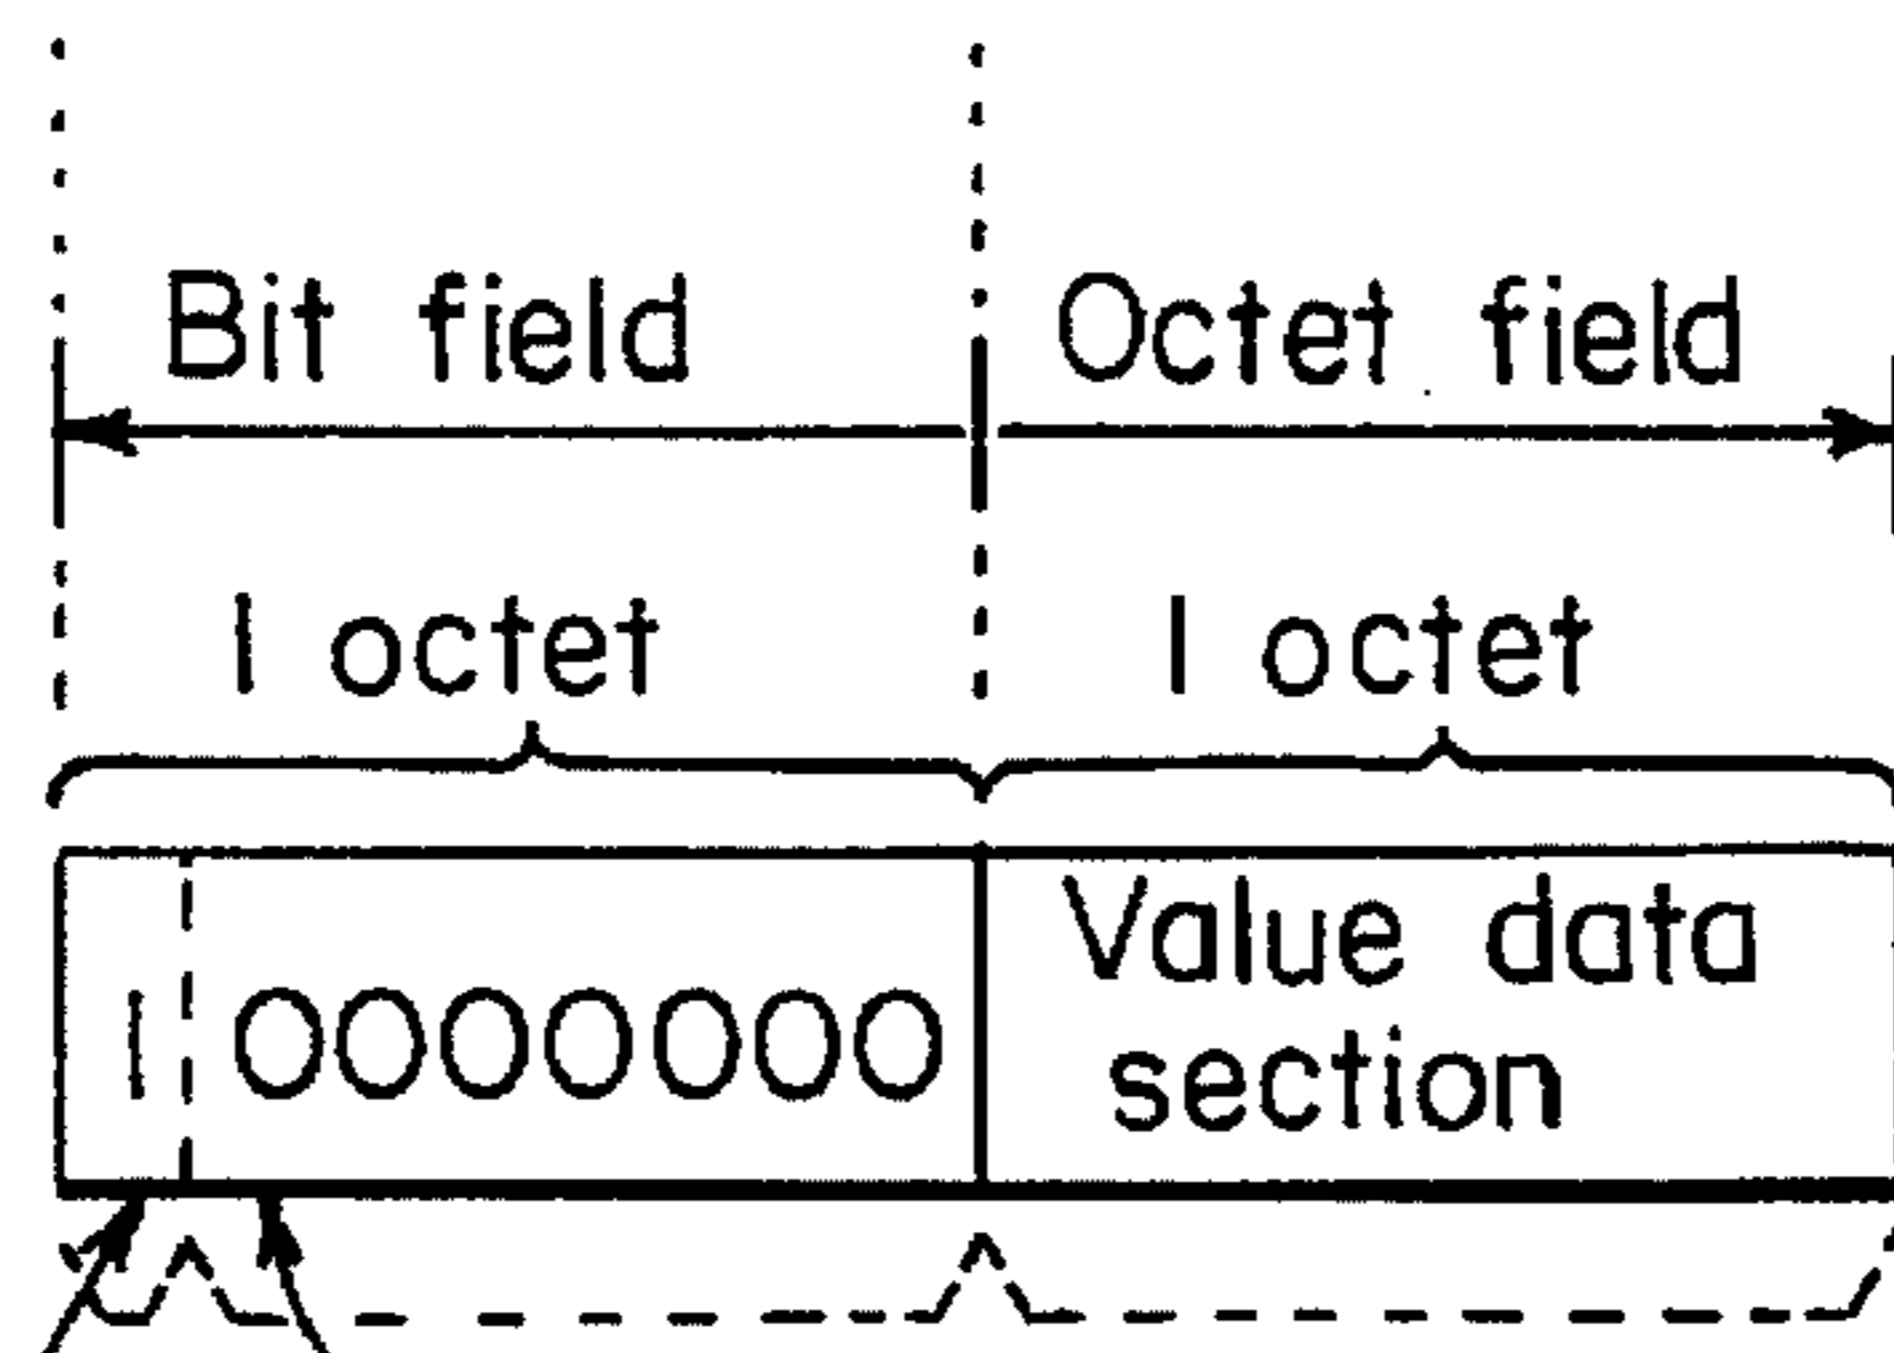 Bit field Octet field
1 octet 1 octet
1 0000000 Value data
section